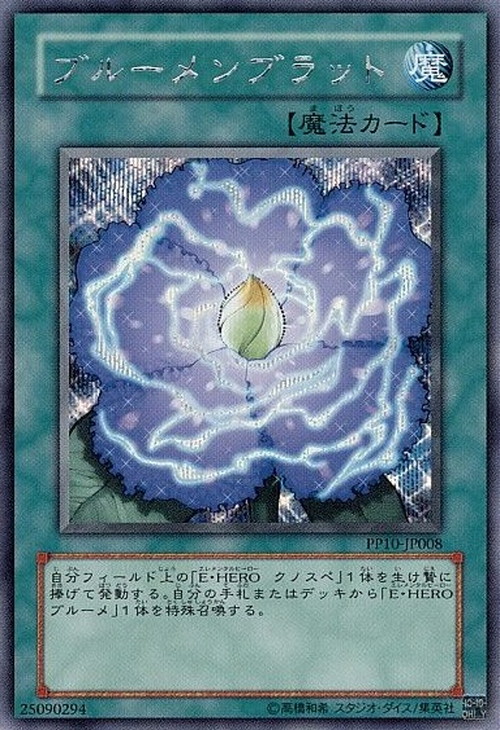 ブルーメンブラット
魔
【魔法カード】
PP10-JP008
自分フィールド上の「E・HERO クノスペ」1体を生け贄に
捧げて発動する。自分の手札またはデッキから「E・HERO
ブルーメ」1体を特殊召喚する。
25090294
©高橋和希 スタジオ・ダイス/集英社